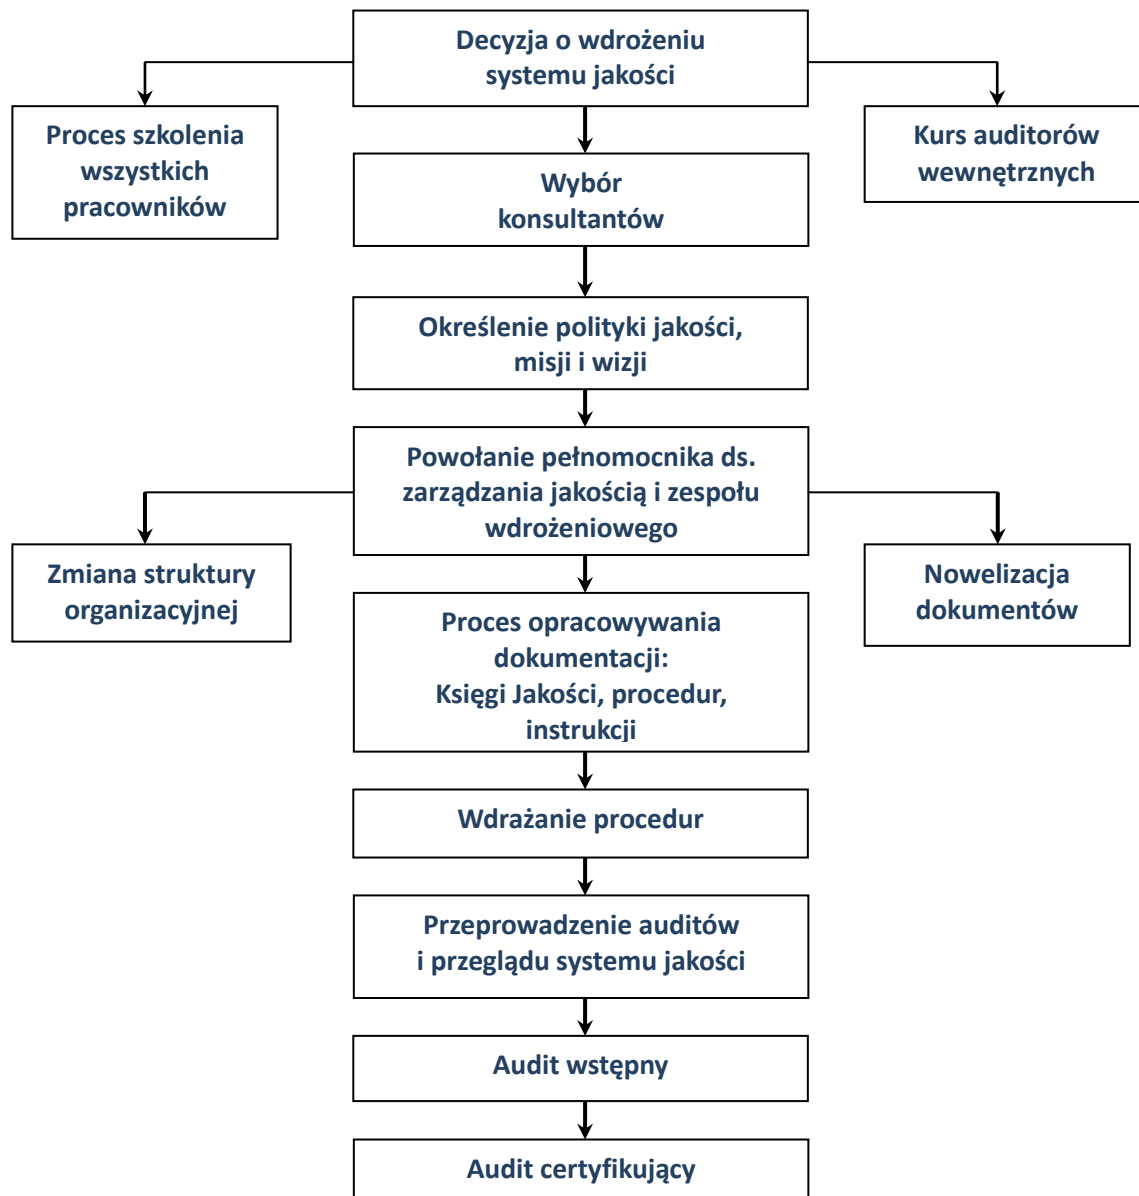 Decyzja o wdrożeniu
systemu jakości
Proces szkolenia
wszystkich
pracowników
Kurs auditorów
wewnętrznych
Wybór
konsultantów
Określenie polityki jakości,
misji i wizji
Powołanie pełnomocnika ds.
zarządzania jakością i zespołu
wdrożeniowego
Zmiana struktury
organizacyjnej
Nowelizacja
dokumentów
Proces opracowywania
dokumentacji:
Księgi Jakości, procedur,
instrukcji
Wdrażanie procedur
Przeprowadzenie auditów
i przeglądu systemu jakości
Audit wstępny
Audit certyfikujący